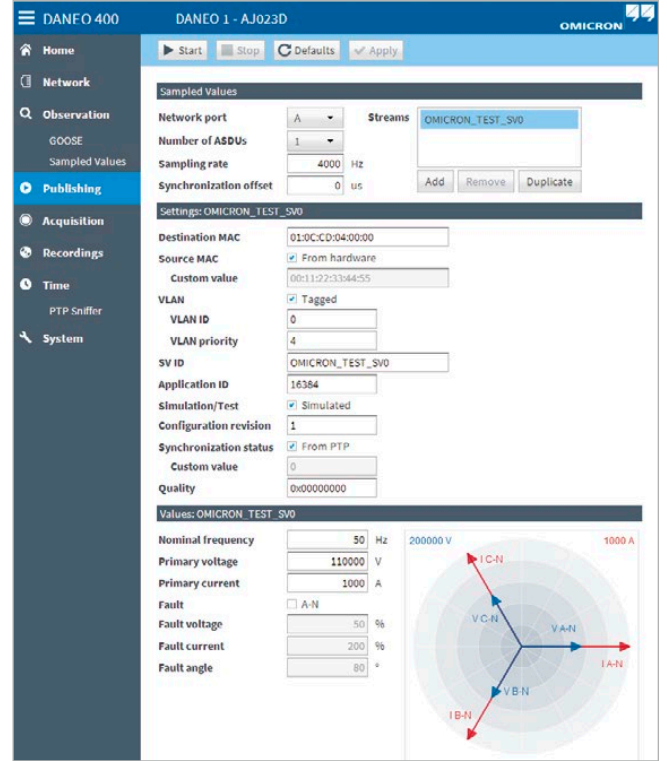 DANEO 400
DANEO 1 - AJ023D
OMICRON
Home
Network
Observation
GOOSE
Sampled Values
Publishing
Acquisition
Recordings
Time
PTP Sniffer
System
Start Stop Defaults Apply
Sampled Values
Network port A Streams OMICRON_TEST_SV0
Number of ASDUs 1
Sampling rate 4000 Hz
Synchronization offset 0 us
Add Remove Duplicate
Settings: OMICRON_TEST_SV0
Destination MAC 01:0C:CD:04:00:00
Source MAC From hardware
Custom value 00:11:22:33:44:55
VLAN Tagged
VLAN ID 0
VLAN priority 4
SV ID OMICRON_TEST_SV0
Application ID 16384
Simulation/Test Simulated
Configuration revision 1
Synchronization status From PTP
Custom value 0
Quality 0x00000000
Values: OMICRON_TEST_SV0
Nominal frequency 50 Hz
Primary voltage 110000 V
Primary current 1000 A
Fault A-N
Fault voltage 50 %
Fault current 200 %
Fault angle 80 °
200000 V 1000 A
I C-N
V C-N
V A-N
I A-N
V B-N
I B-N